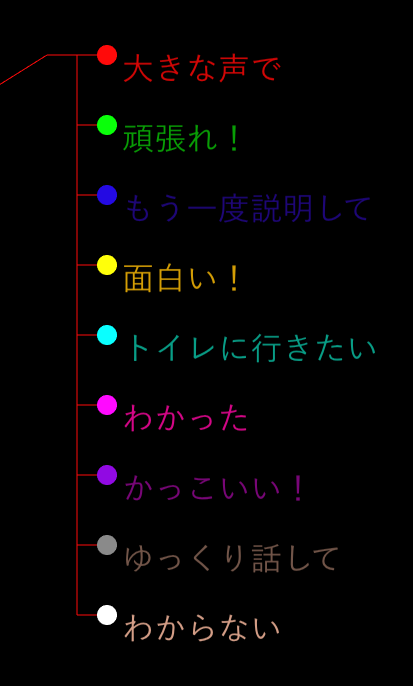 大きな声で
頑張れ！
もう一度説明して
面白い！
トイレに行きたい
わかった
かっこいい！
ゆっくり話して
わからない